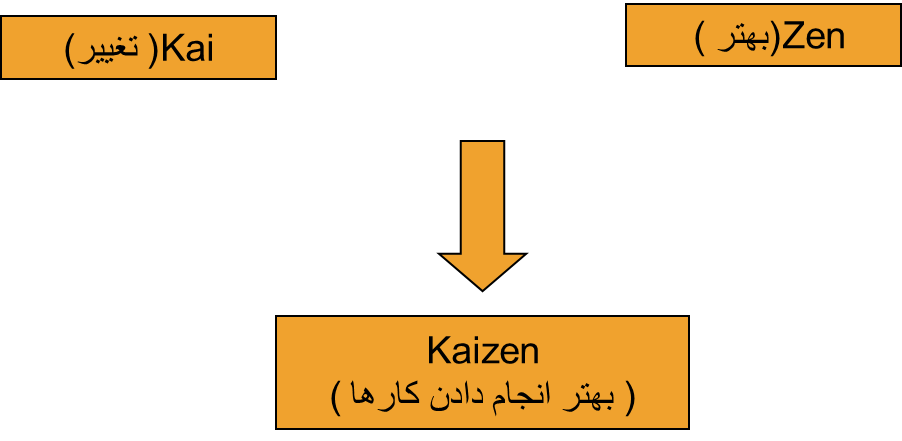 Kai( تغییر)
Zen(بهتر )
Kaizen
( بهتر انجام دادن کارها )